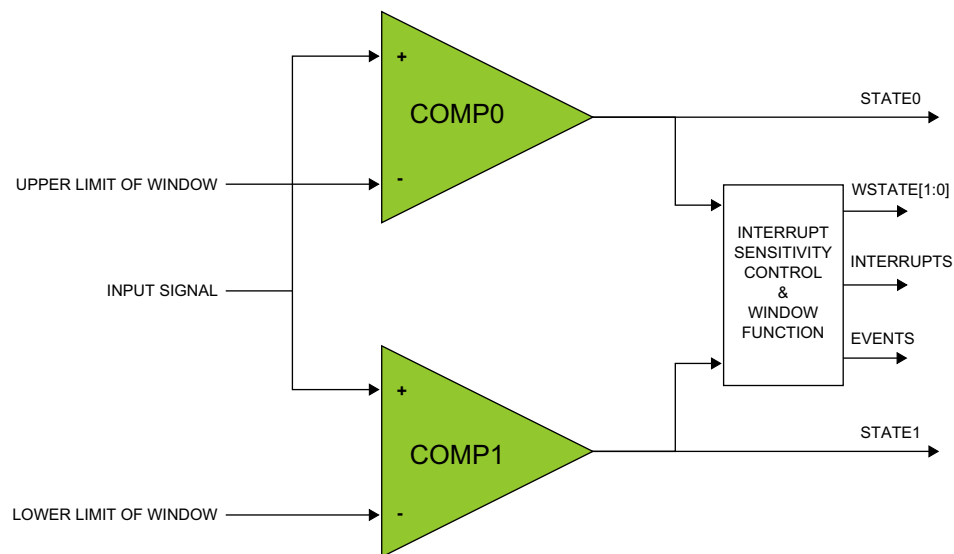 +
COMP0
-
STATE0
UPPER LIMIT OF WINDOW
WSTATE[1:0]
INTERRUPT
SENSITIVITY
CONTROL
&
WINDOW
FUNCTION
INTERRUPTS
INPUT SIGNAL
EVENTS
+
COMP1
-
STATE1
LOWER LIMIT OF WINDOW